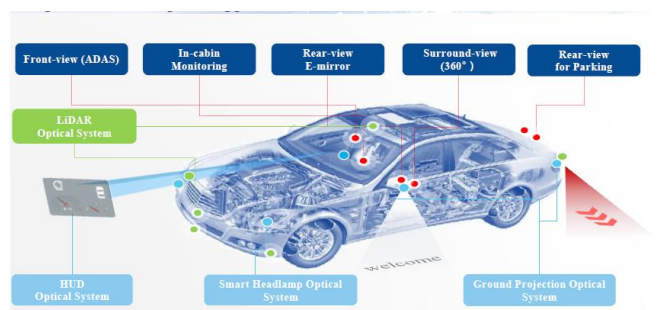 Front-view (ADAS)
In-cabin
Monitoring
Rear-view
E-mirror
Surround-view
(360° )
Rear-view
for Parking
LiDAR
Optical System
welcome
HUD
Optical System
Smart Headlamp Optical
System
Ground Projection Optical
System